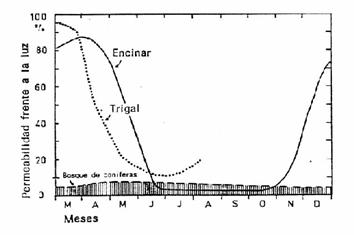 Permeabilidad frente a la luz
100
%
80
60
40
20
0
Encinar
Trigal
Bosque de coníferas
M A M J J A S O N D
Meses